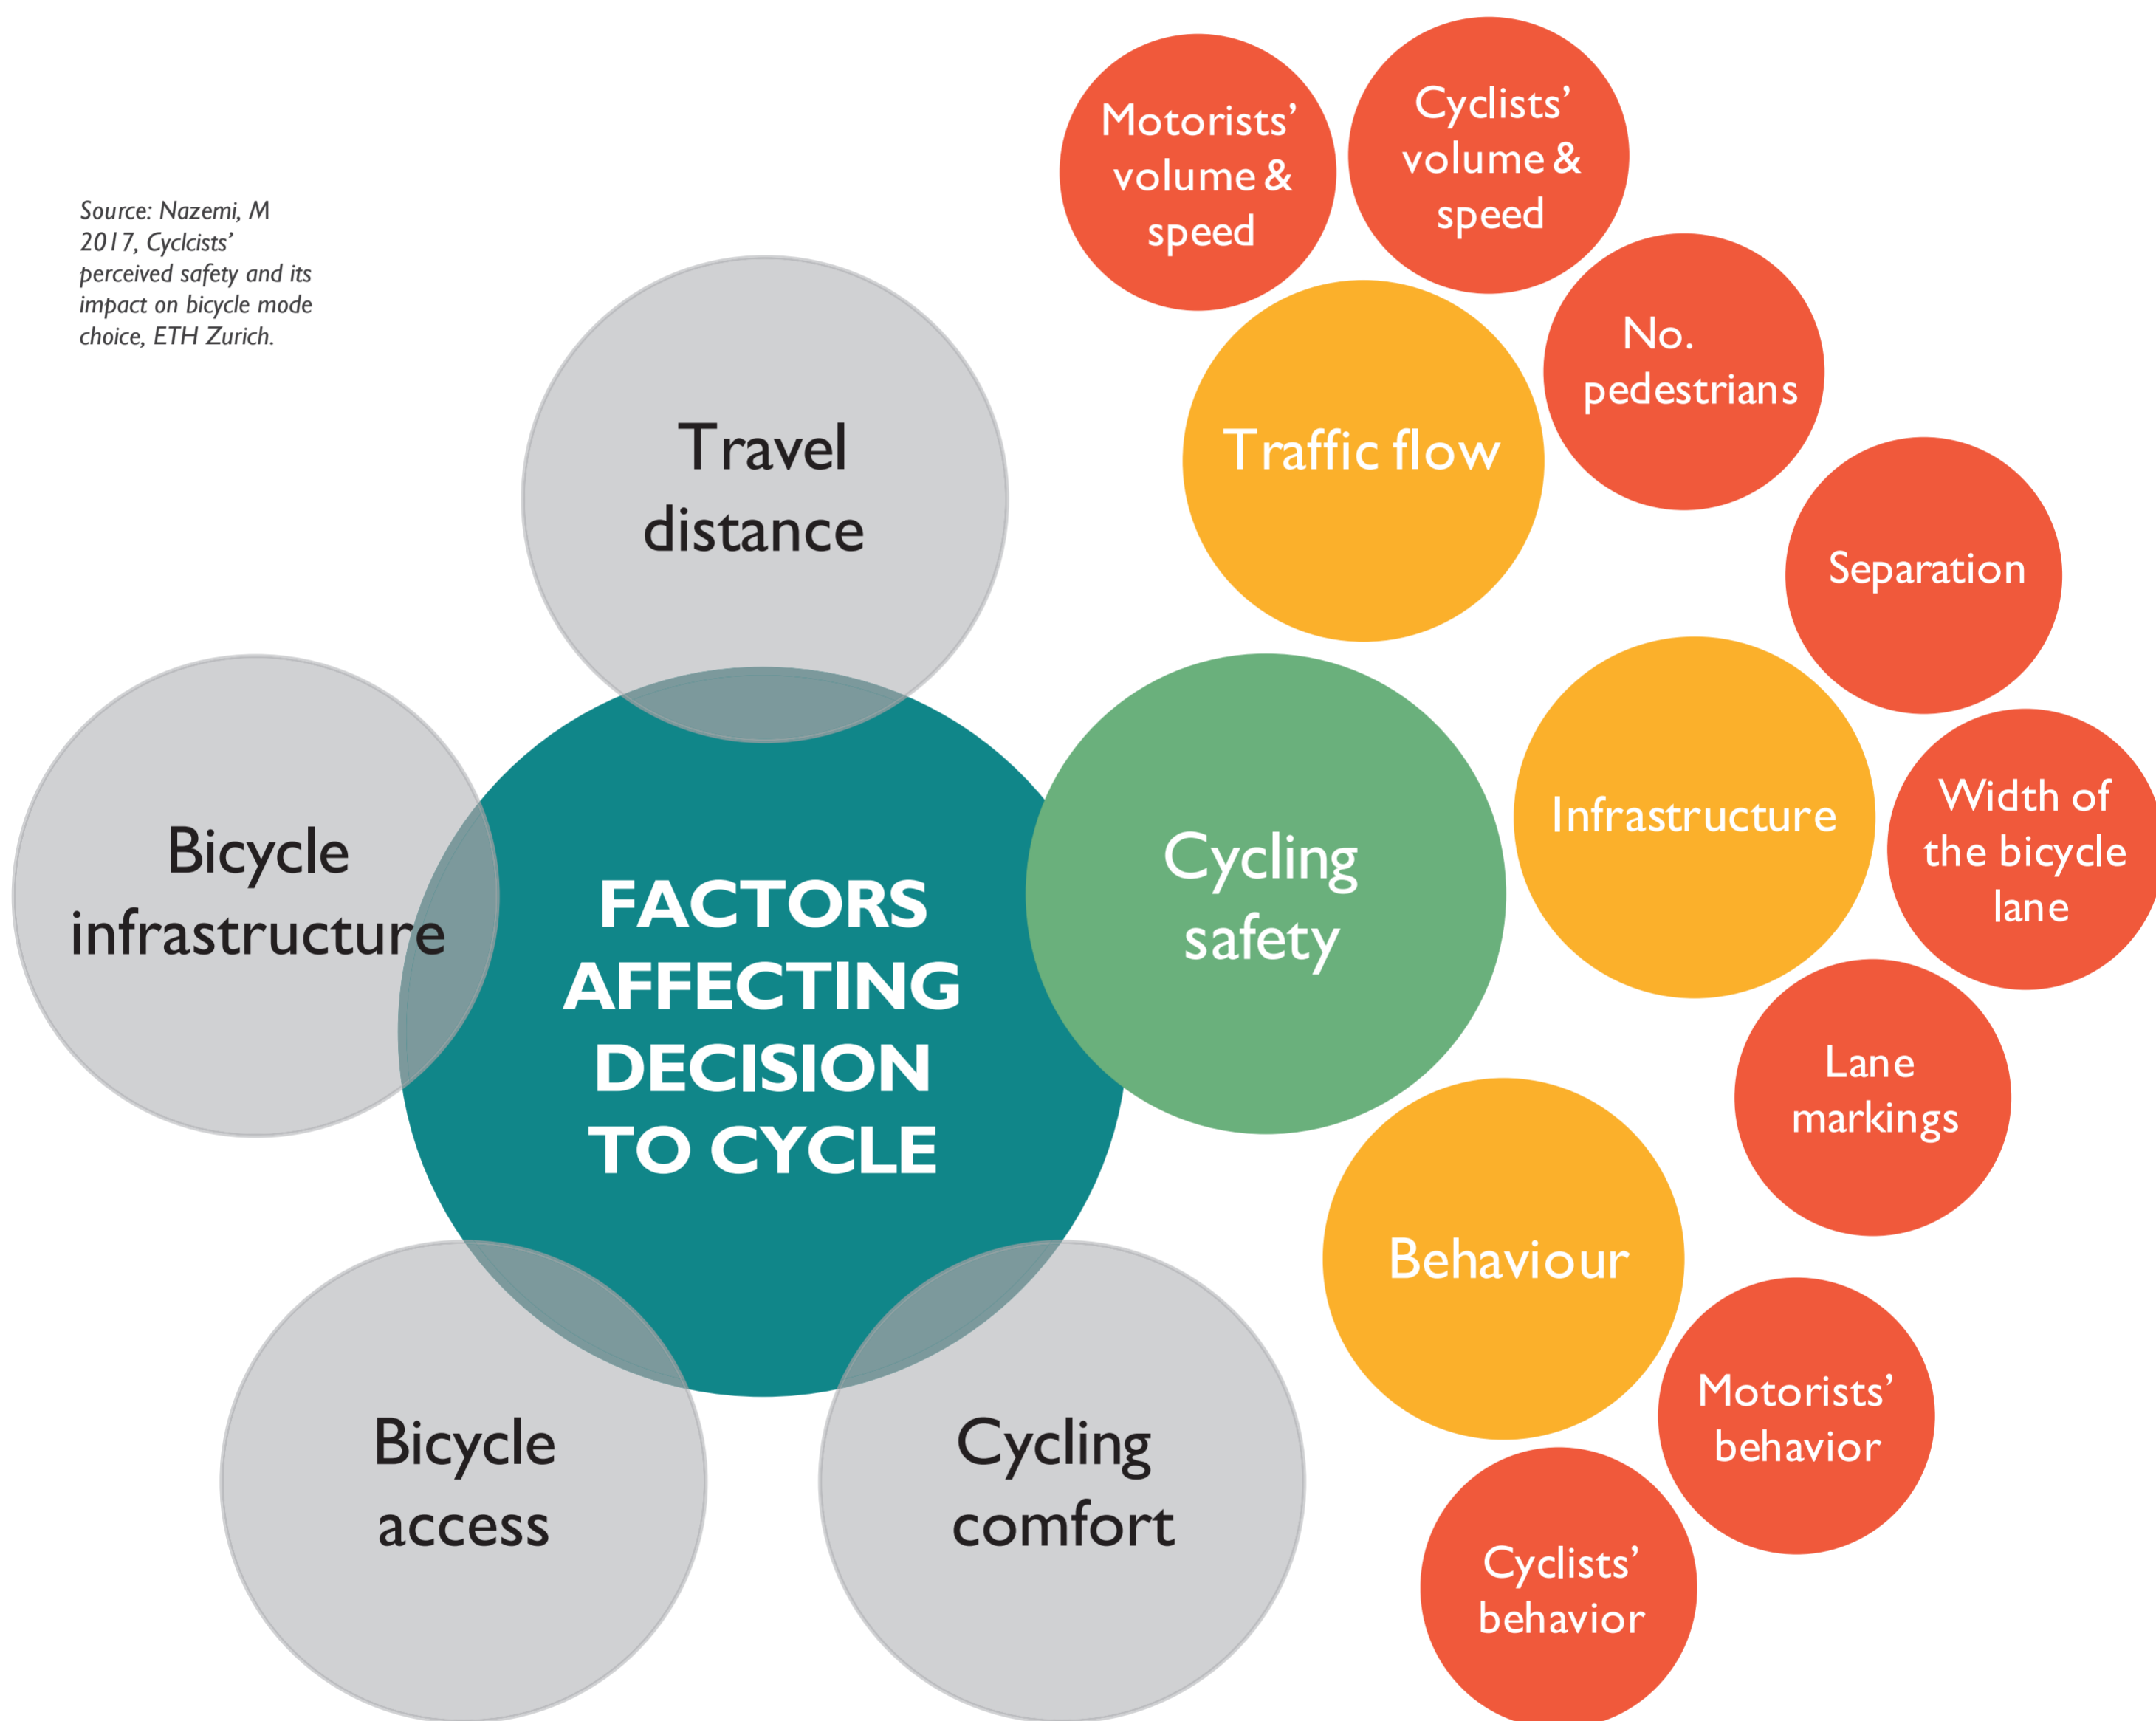 Source: Nazemi, M
2017, Cyclcists’
perceived safety and its
impact on bicycle mode
choice, ETH Zurich.
Motorists’
volume &
speed
Cyclists’
volume &
speed
No.
pedestrians
Traffic flow
Travel
distance
Separation
Infrastructure
Width of
the bicycle
lane
Bicycle
infrastructure
FACTORS
AFFECTING
DECISION
TO CYCLE
Cycling
safety
Lane
markings
Behaviour
Motorists’
behavior
Bicycle
access
Cycling
comfort
Cyclists’
behavior